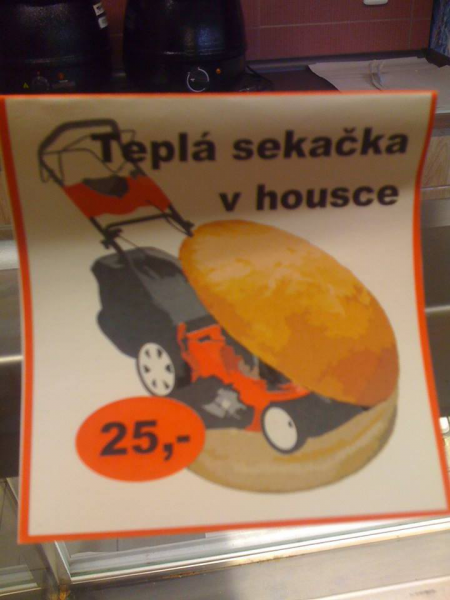 Teplá sekačka
v housce
25,-